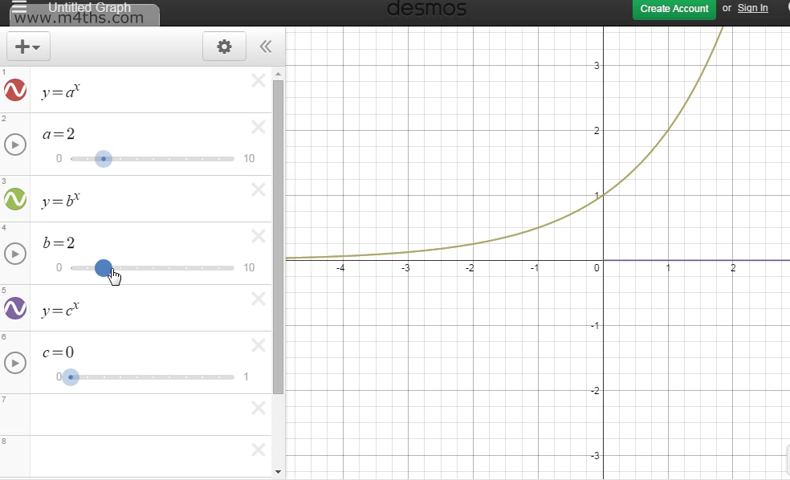 Untitled Graph
www.m4ths.com
desmos
Create Account or Sign In
1
y=a^x
2
a=2
0 10
3
y=b^x
4
b=2
0 10
5
y=c^x
6
c=0
0 1
7
8
3
2
1
-4 -3 -2 -1 0 1 2
-1
-2
-3